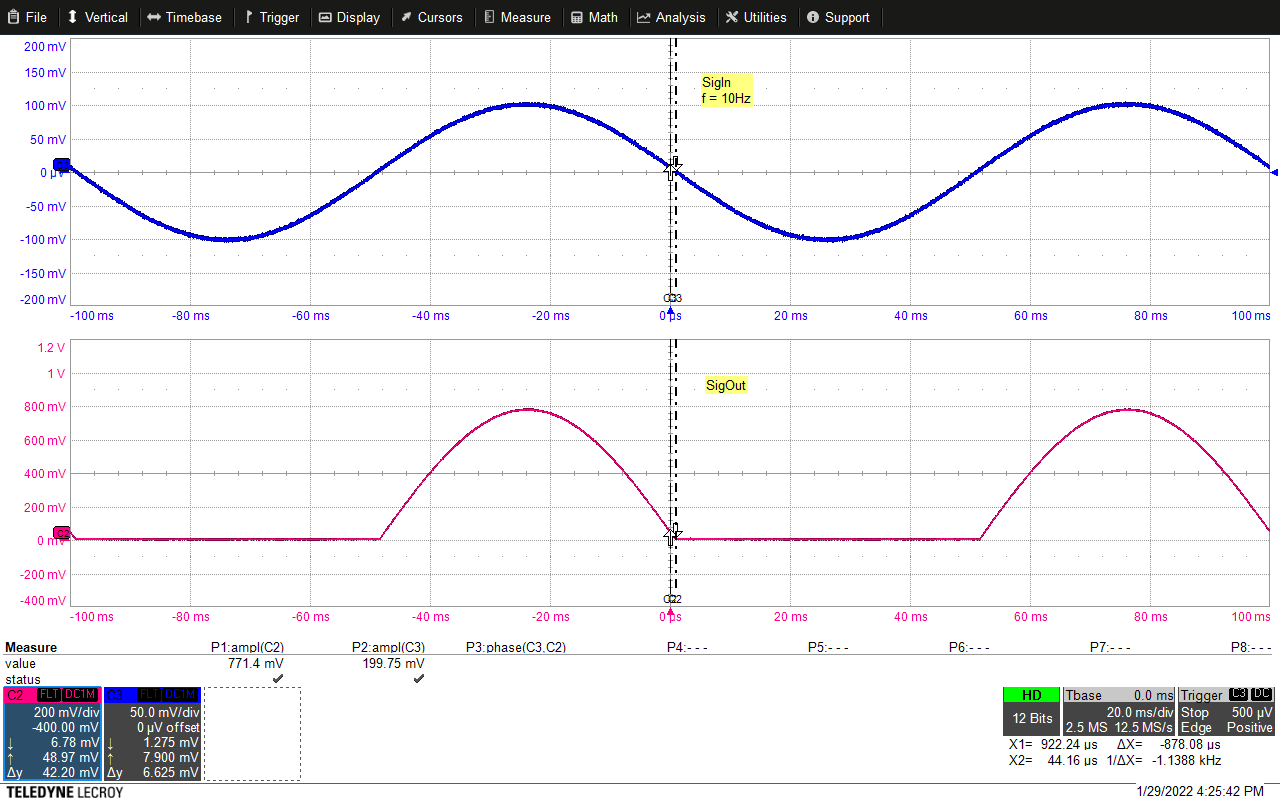 File Vertical Timebase Trigger Display Cursors Measure Math Analysis Utilities Support
200 mV
150 mV
100 mV
50 mV
0 µV
-50 mV
-100 mV
-150 mV
-200 mV
SigIn
f = 10Hz
C3
-100 ms -80 ms -60 ms -40 ms -20 ms 0 µs 20 ms 40 ms 60 ms 80 ms 100 ms
1.2 V
1 V
800 mV
600 mV
400 mV
200 mV
C2
0 mV
-200 mV
-400 mV
SigOut
C2
-100 ms -80 ms -60 ms -40 ms -20 ms 0 µs 20 ms 40 ms 60 ms 80 ms 100 ms
Measure P1:ampl(C2) P2:ampl(C3) P3:phase(C3,C2) P4:- - - P5:- - - P6:- - - P7:- - - P8:- - -
value 771.4 mV 199.75 mV
status
C2 FLT DC1M C3 FLT DC1M
200 mV/div 50.0 mV/div
-400.00 mV 0 µV offset
6.78 mV 1.275 mV
48.97 mV 7.900 mV
Δy 42.20 mV Δy 6.625 mV
HD
12 Bits
Tbase 0.0 ms
20.0 ms/div
2.5 MS 12.5 MS/s
Trigger C3 DC
Stop 500 µV
Edge Positive
X1= 922.24 µs ΔX= -878.08 µs
X2= 44.16 µs 1/ΔX= -1.1388 kHz
TELEDYNE LECROY
1/29/2022 4:25:42 PM